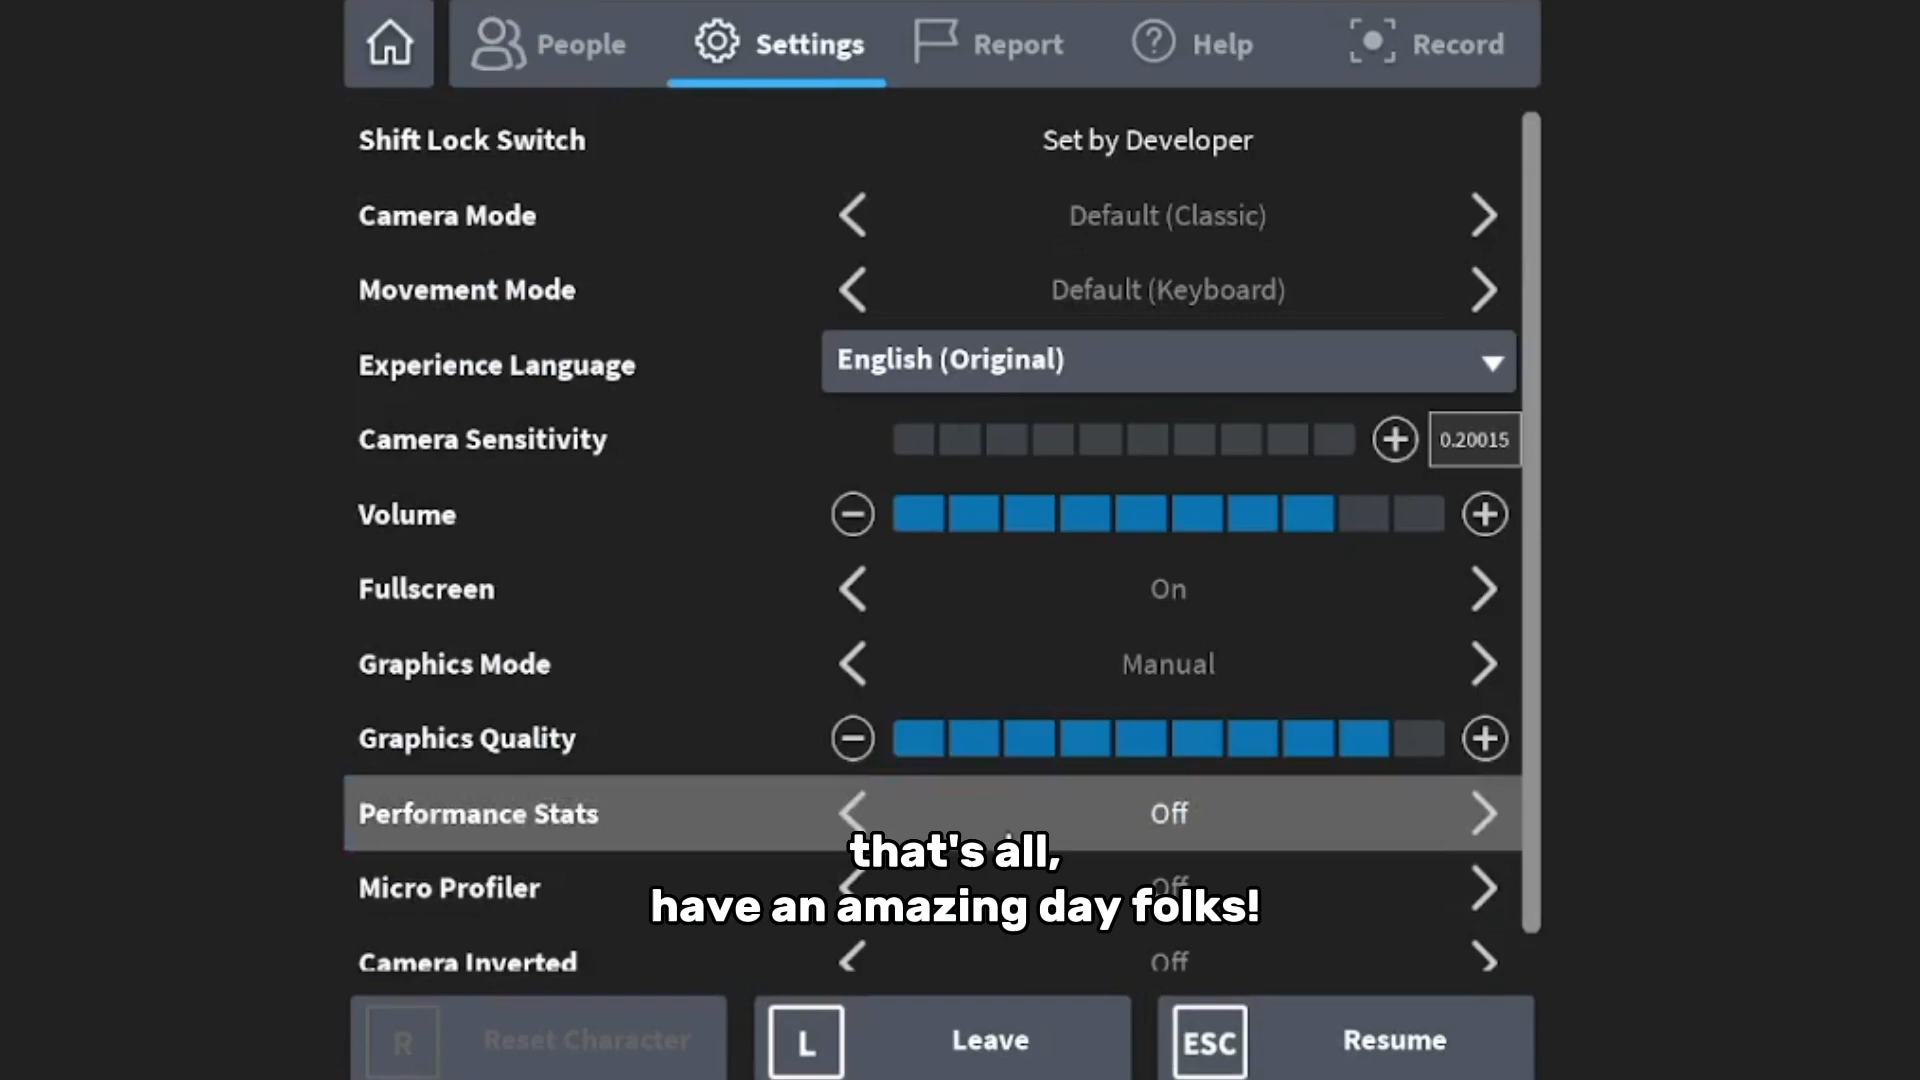 People Settings Report Help Record
Shift Lock Switch Set by Developer
Camera Mode Default (Classic)
Movement Mode Default (Keyboard)
Experience Language English (Original)
Camera Sensitivity 0.20015
Volume
Fullscreen On
Graphics Mode Manual
Graphics Quality
Performance Stats Off
that's all,
Micro Profiler Off
have an amazing day folks!
Camera Inverted Off
R Reset Character L Leave ESC Resume